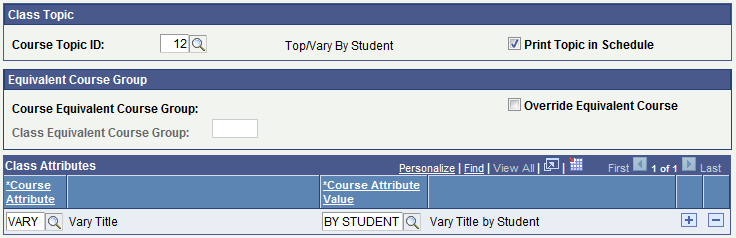 Class Topic
Course Topic ID: 12 Top/Vary By Student Print Topic in Schedule
Equivalent Course Group
Course Equivalent Course Group: Override Equivalent Course
Class Equivalent Course Group:
Class Attributes Personalize | Find | View All | | First 1 of 1 Last
*Course Attribute *Course Attribute Value
VARY Vary Title BY STUDENT Vary Title by Student